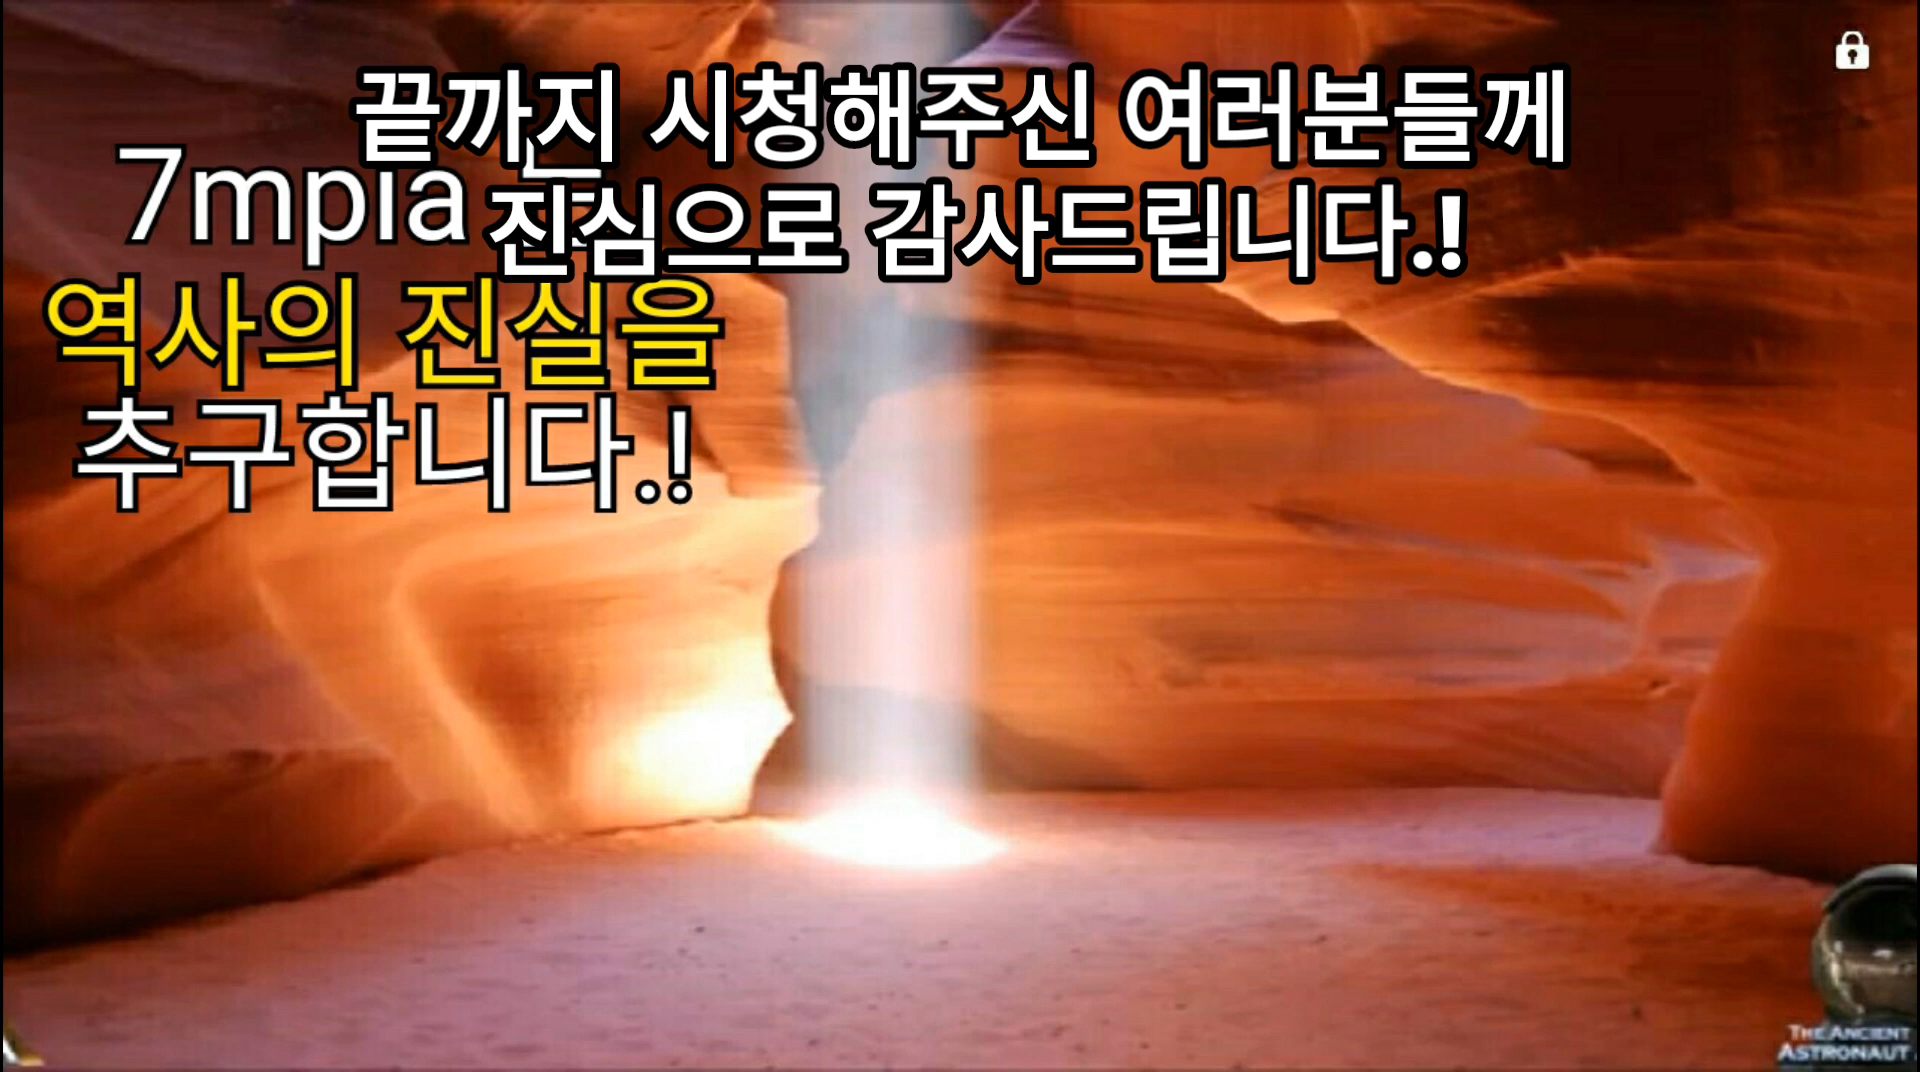 끝까지 시청해주신 여러분들께
진심으로 감사드립니다.!
7mpia
역사의 진실을
추구합니다.!
THE ANCIENT
ASTRONAUT